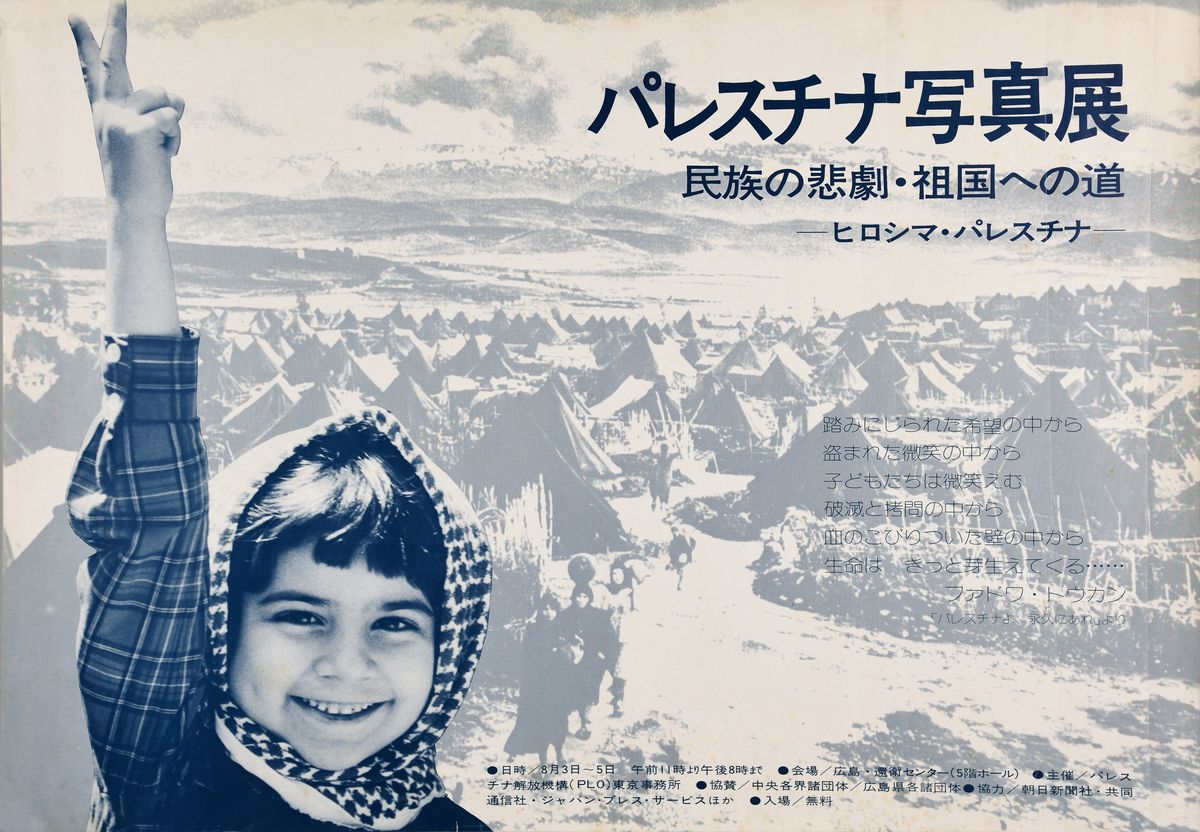 パレスチナ写真展
民族の悲劇・祖国への道
―ヒロシマ・パレスチナ―
踏みにじられた希望の中から
盗まれた微笑の中から
子どもたちは微笑えむ
破滅と拷問の中から
血のこびりついた壁の中から
生命は　きっと芽生えてくる……
ファドワ・トウカン
「パレスチナよ、永久にあれ」より
●日時/8月3日〜5日　午前11時より午後8時まで　●会場/広島・センター(5階ホール)　●主催/パレス
チナ解放機構(PLO)東京事務所　●協賛/中央各界諸団体/広島県各諸団体●協力/朝日新聞社・共同
通信社・ジャパン・プレス・サービスほか　●入場/無料